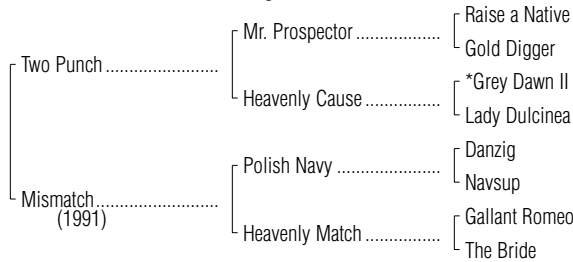 Raise a Native
Mr. Prospector ..................
Gold Digger
Two Punch ........................
*Grey Dawn II
Heavenly Cause ................
Lady Dulcinea
Danzig
Polish Navy ......................
Navsup
Mismatch..........................
(1991)
Gallant Romeo
Heavenly Match ................
The Bride